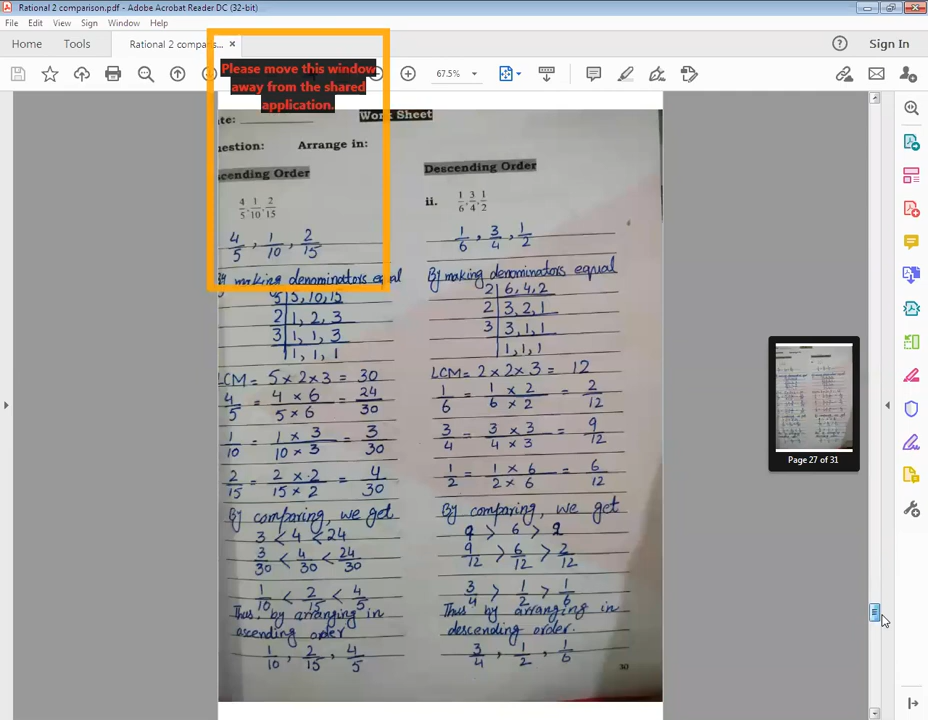 Rational 2 comparison.pdf - Adobe Acrobat Reader DC (32-bit)
File Edit View Sign Window Help
Home Tools Rational 2 comparis... × Sign In
67.5%
Please move this window
away from the shared
application.
ate: Work Sheet
estion: Arrange in:
scending Order
4/5, 1/10, 2/15
4/5, 1/10, 2/15
By making denominators equal
5 | 5, 10, 15
2 | 1, 2, 3
3 | 1, 1, 3
1, 1, 1
LCM = 5 × 2 × 3 = 30
4/5 = 4 × 6 / 5 × 6 = 24/30
1/10 = 1 × 3 / 10 × 3 = 3/30
2/15 = 2 × 2 / 15 × 2 = 4/30
By comparing, we get
3 < 4 < 24
3/30 < 4/30 < 24/30
1/10 < 2/15 < 4/5
Thus, by arranging in
ascending order
1/10, 2/15, 4/5
Descending Order
ii. 1/6, 3/4, 1/2
1/6, 3/4, 1/2
By making denominators equal
2 | 6, 4, 2
2 | 3, 2, 1
3 | 3, 1, 1
1, 1, 1
LCM = 2 × 2 × 3 = 12
1/6 = 1 × 2 / 6 × 2 = 2/12
3/4 = 3 × 3 / 4 × 3 = 9/12
1/2 = 1 × 6 / 2 × 6 = 6/12
By comparing, we get
9 > 6 > 2
9/12 > 6/12 > 2/12
3/4 > 1/2 > 1/6
Thus by arranging in
descending order.
3/4, 1/2, 1/6
30
Page 27 of 31